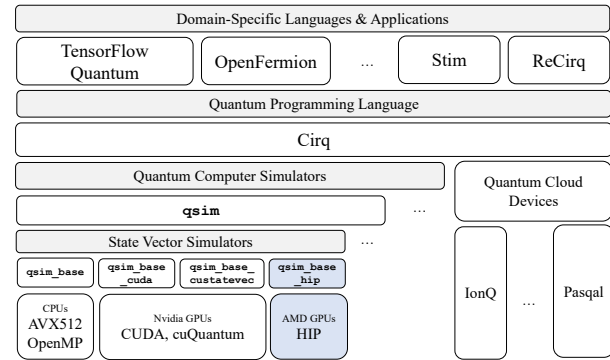 Domain-Specific Languages & Applications
TensorFlow
Quantum
OpenFermion
...
Stim
ReCirq
Quantum Programming Language
Cirq
Quantum Computer Simulators
Quantum Cloud
Devices
qsim
...
State Vector Simulators
...
qsim_base
qsim_base
_cuda
qsim_base_
custatevec
qsim_base
_hip
IonQ
...
Pasqal
CPUs
AVX512
OpenMP
Nvidia GPUs
CUDA, cuQuantum
AMD GPUs
HIP